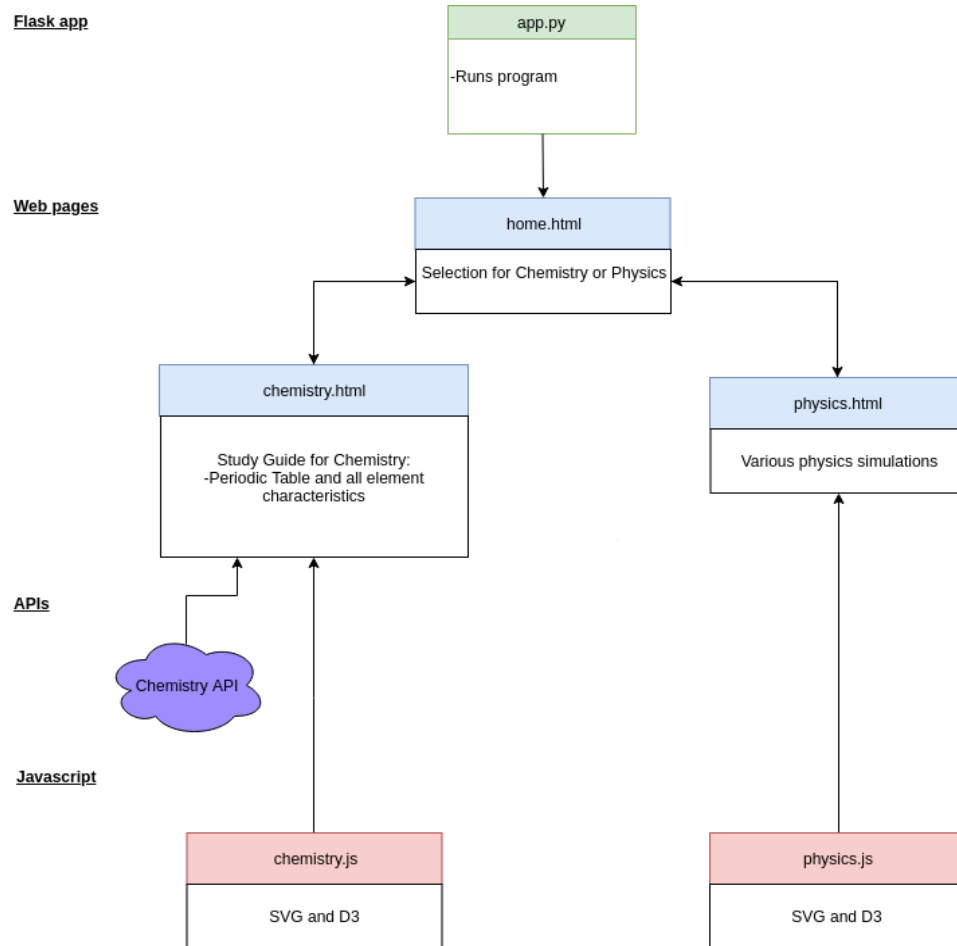 Flask app
app.py
-Runs program
Web pages
home.html
Selection for Chemistry or Physics
chemistry.html
physics.html
Study Guide for Chemistry:
-Periodic Table and all element
characteristics
Various physics simulations
APIs
Chemistry API
Javascript
chemistry.js
physics.js
SVG and D3
SVG and D3